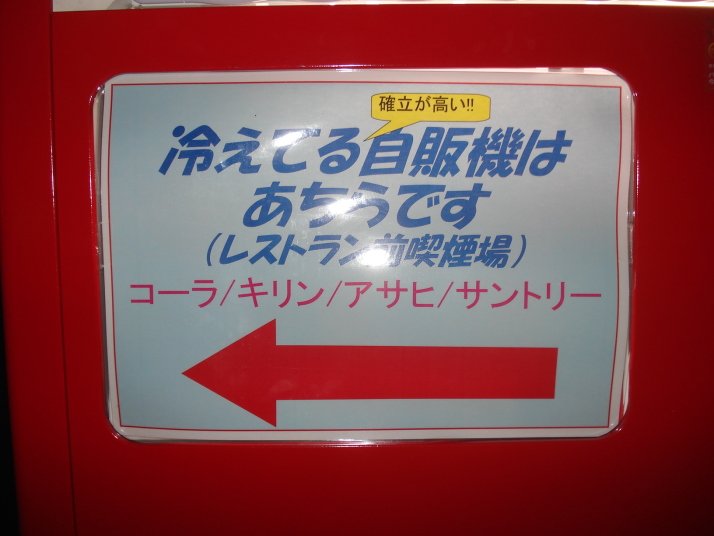 確立が高い!!
冷えてる自販機は
あちらです
(レストラン前喫煙場)
コーラ/キリン/アサヒ/サントリー